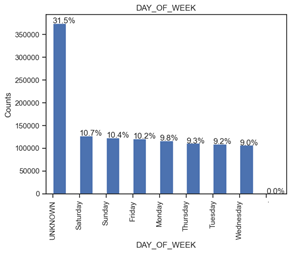 DAY_OF_WEEK
Counts
350000
300000
250000
200000
150000
100000
50000
0
31.5%
10.7%
10.4%
10.2%
9.8%
9.3%
9.2%
9.0%
0.0%
UNKNOWN
Saturday
Sunday
Friday
Monday
Thursday
Tuesday
Wednesday
.
DAY_OF_WEEK